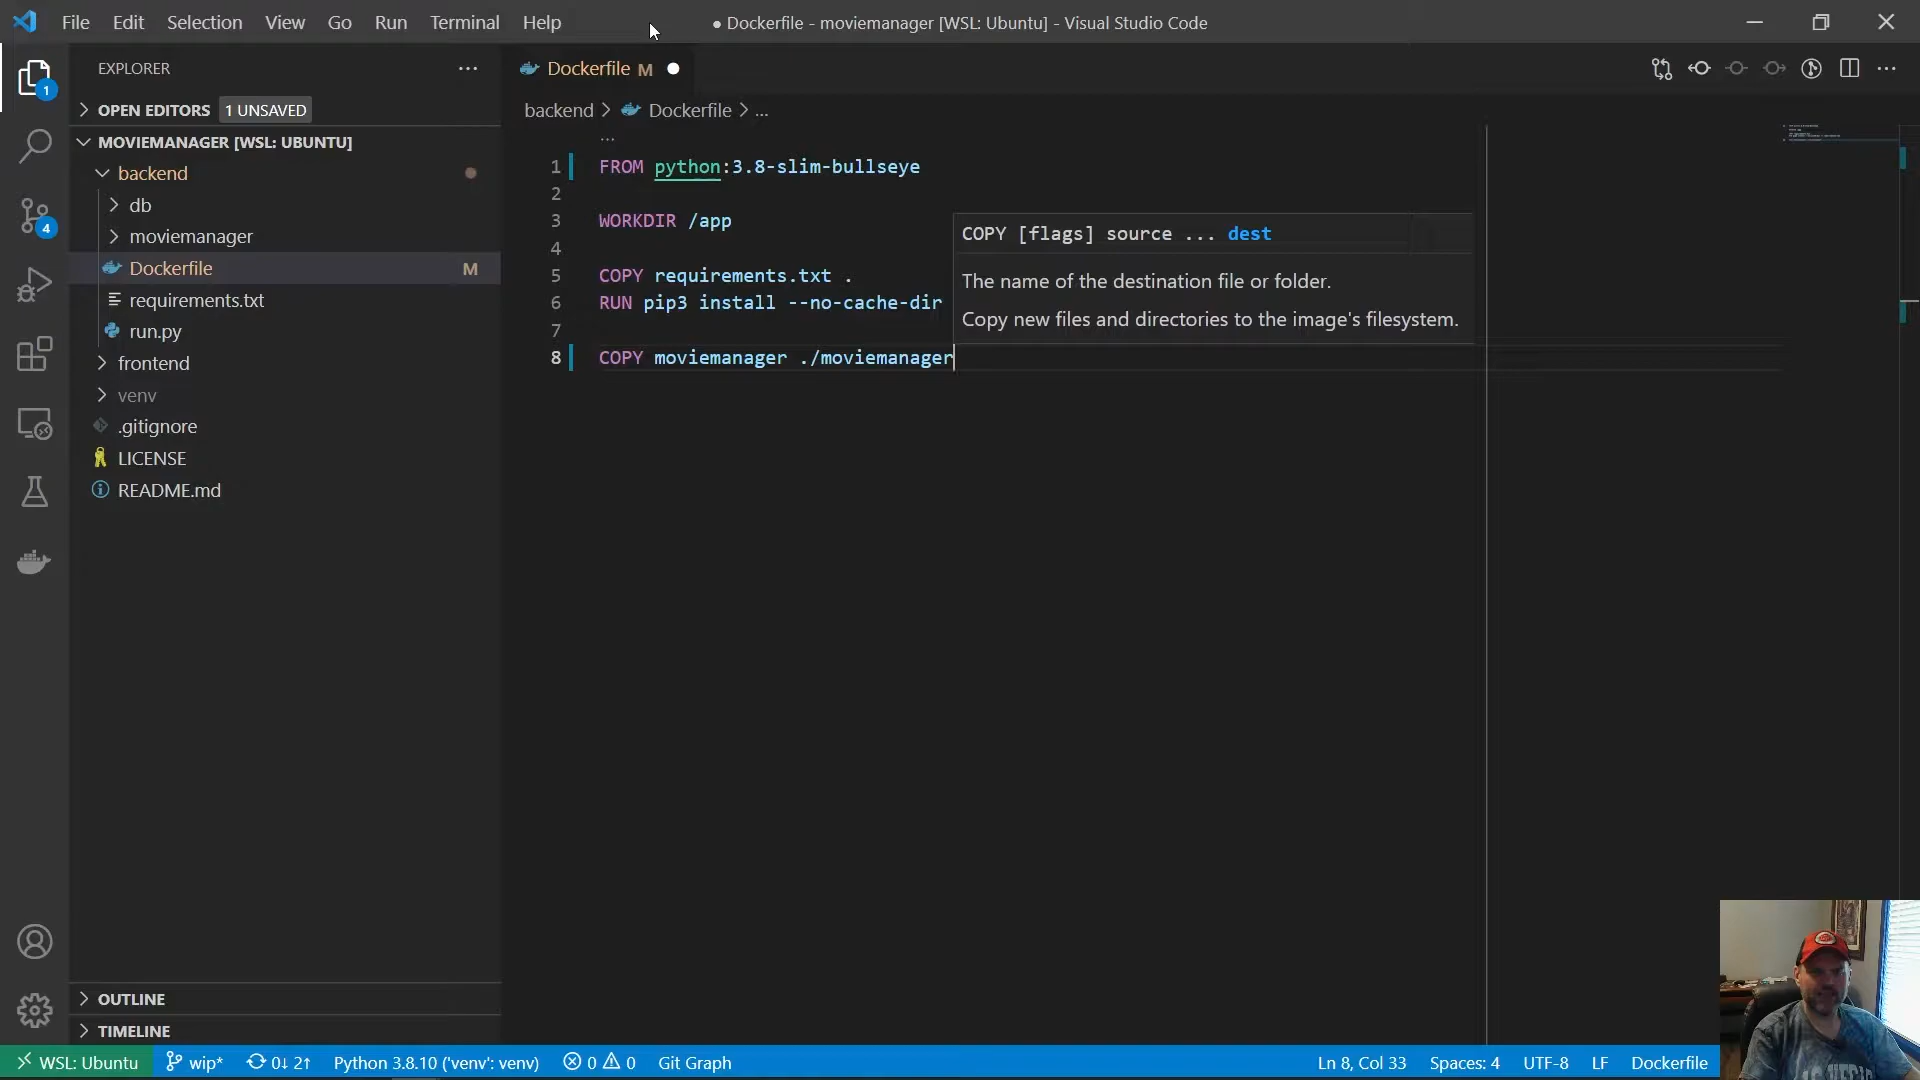 File Edit Selection View Go Run Terminal Help
● Dockerfile - moviemanager [WSL: Ubuntu] - Visual Studio Code
EXPLORER
OPEN EDITORS 1 UNSAVED
MOVIEMANAGER [WSL: UBUNTU]
backend
db
moviemanager
Dockerfile M
requirements.txt
run.py
frontend
venv
.gitignore
LICENSE
README.md
OUTLINE
TIMELINE
1
4
Dockerfile M
backend > Dockerfile > ...
...
1 FROM python:3.8-slim-bullseye
2
3 WORKDIR /app
4
5 COPY requirements.txt .
6 RUN pip3 install --no-cache-dir
7
8 COPY moviemanager ./moviemanager
COPY [flags] source ... dest
The name of the destination file or folder.
Copy new files and directories to the image's filesystem.
WSL: Ubuntu wip* 0↓ 2↑ Python 3.8.10 ('venv': venv) 0 0 Git Graph Ln 8, Col 33 Spaces: 4 UTF-8 LF Dockerfile